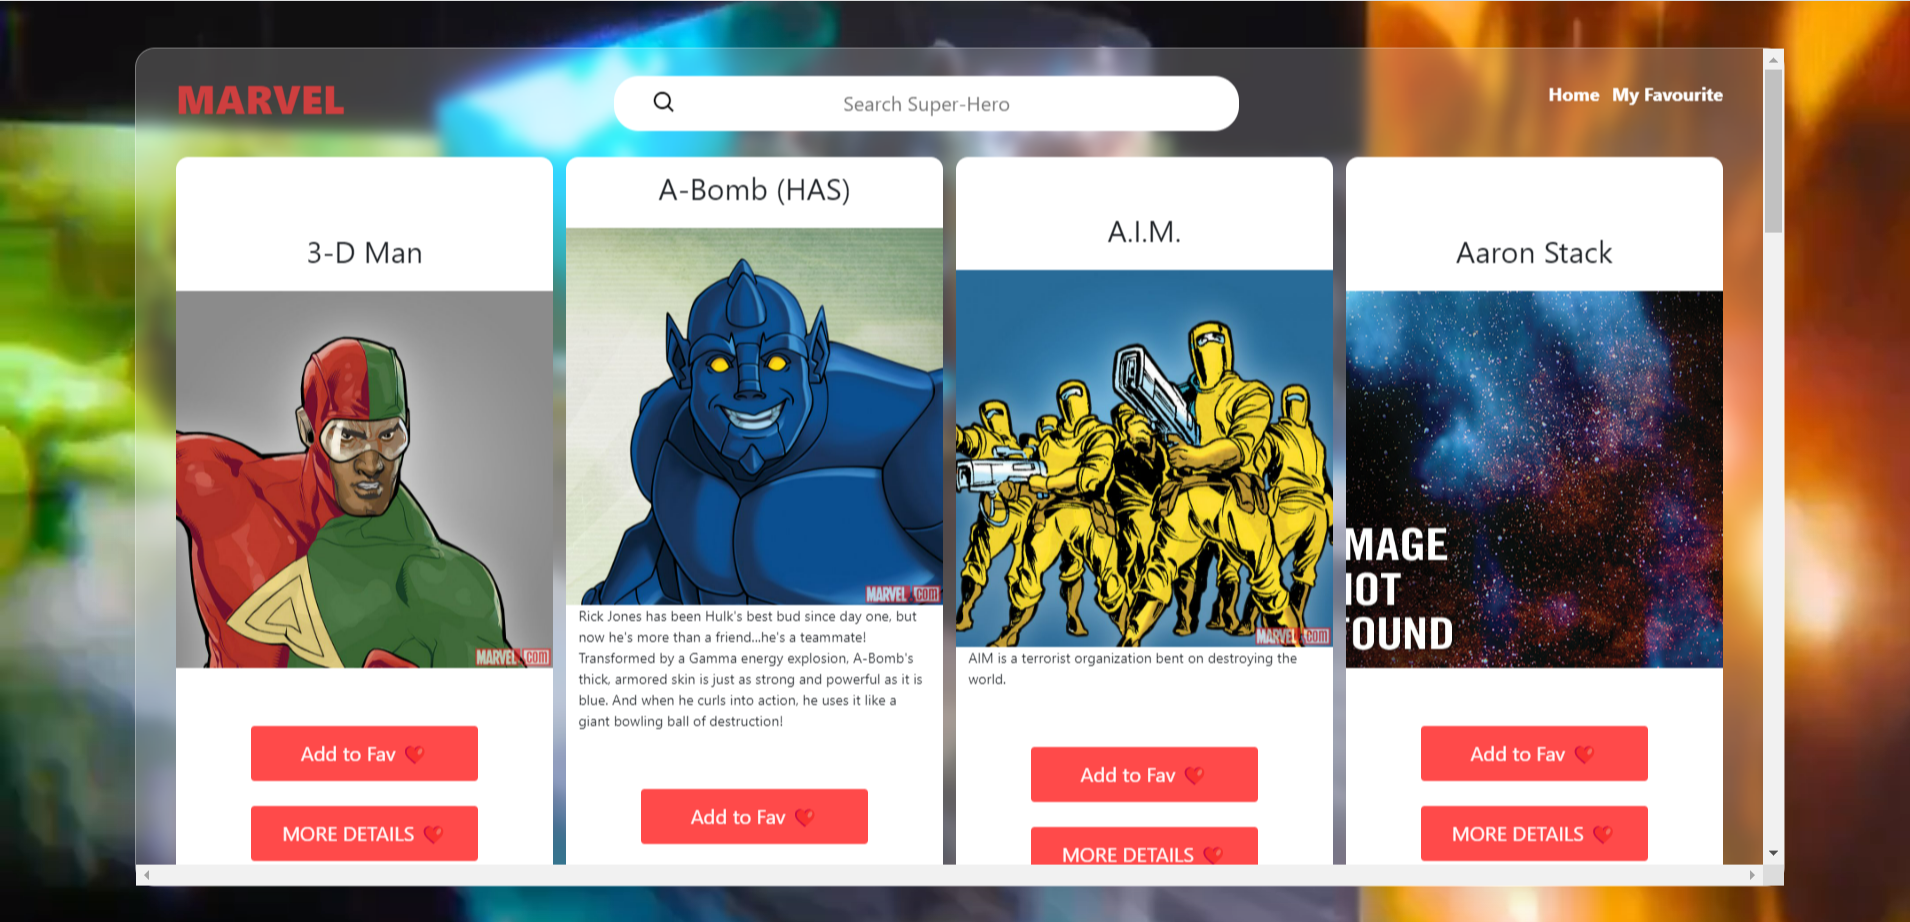 MARVEL
Search Super-Hero
Home My Favourite
3-D Man
MARVEL.COM
Add to Fav
MORE DETAILS
A-Bomb (HAS)
MARVEL.COM
Rick Jones has been Hulk's best bud since day one, but
now he's more than a friend...he's a teammate!
Transformed by a Gamma energy explosion, A-Bomb's
thick, armored skin is just as strong and powerful as it is
blue. And when he curls into action, he uses it like a
giant bowling ball of destruction!
Add to Fav
A.I.M.
MARVEL.COM
AIM is a terrorist organization bent on destroying the
world.
Add to Fav
MORE DETAILS
Aaron Stack
MAGE
OT
OUND
Add to Fav
MORE DETAILS